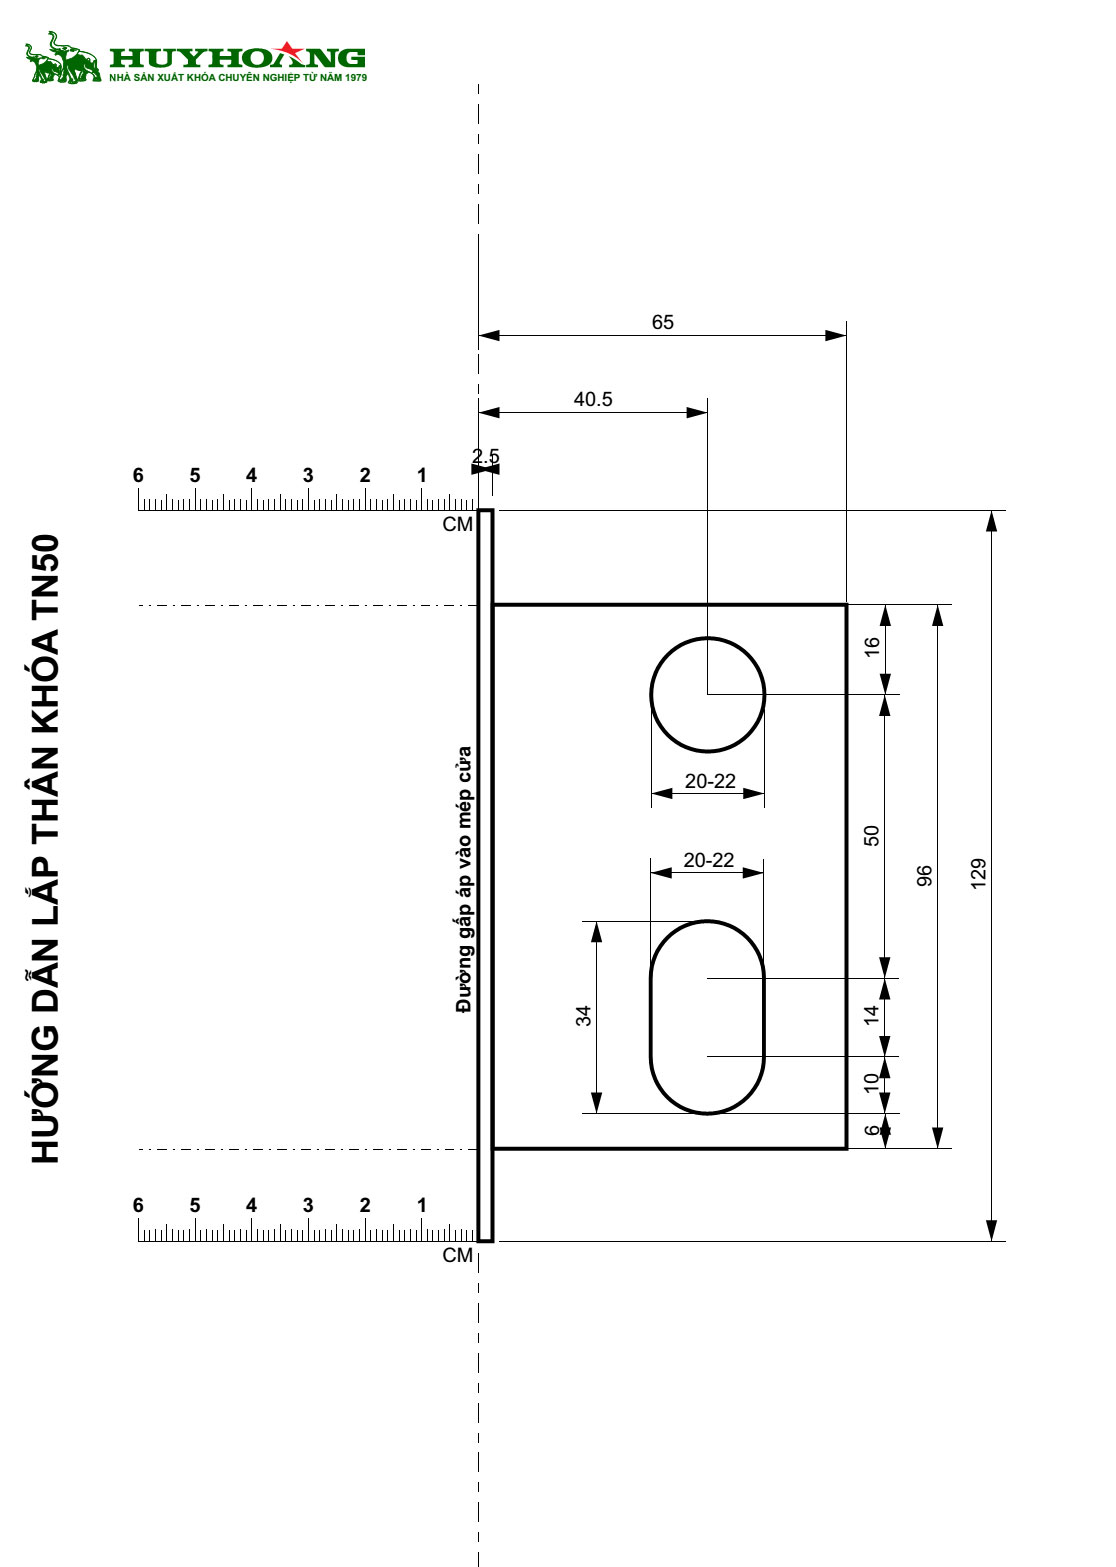 HUYHOÀNG
NHÀ SẢN XUẤT KHÓA CHUYÊN NGHIỆP TỪ NĂM 1979
HƯỚNG DẪN LẮP THÂN KHÓA TN50
65
40.5
2.5
6 5 4 3 2 1
CM
16
Đường gấp áp vào mép cửa
20-22
50
20-22
96
129
34
14
10
6
6 5 4 3 2 1
CM